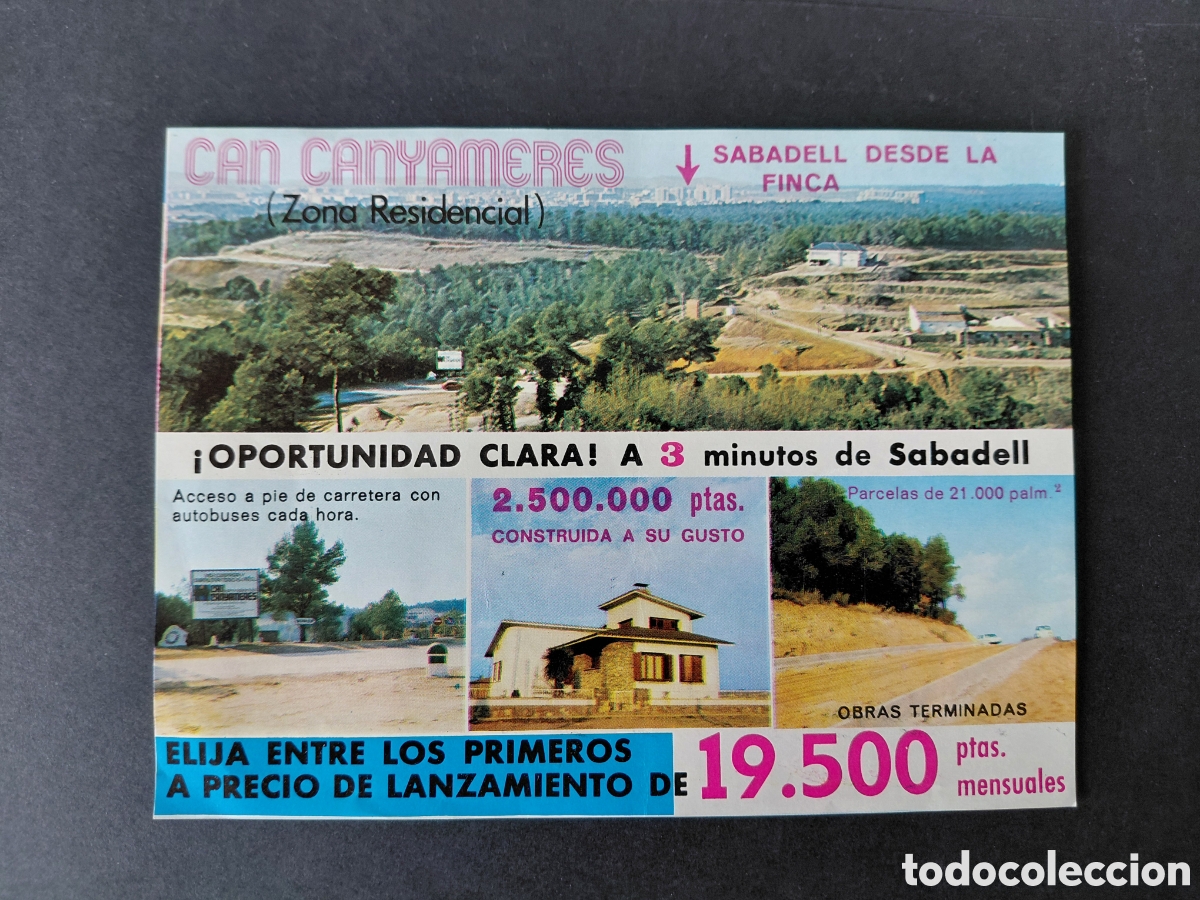 CAN CANYAMERES
(Zona Residencial)
SABADELL DESDE LA
FINCA
¡OPORTUNIDAD CLARA! A 3 minutos de Sabadell
Acceso a pie de carretera con
autobuses cada hora.
2.500.000 ptas.
CONSTRUIDA A SU GUSTO
Parcelas de 21.000 palm.²
OBRAS TERMINADAS
ELIJA ENTRE LOS PRIMEROS
A PRECIO DE LANZAMIENTO DE
19.500 ptas.
mensuales
todocoleccion